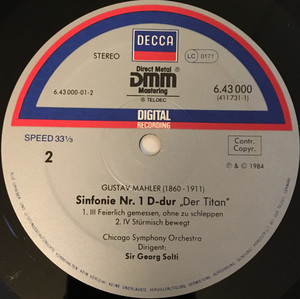 DECCA
STEREO
Direct Metal
DMM
Mastering
℗ TELDEC
LC 0171
6.43 000-01-2
6.43 000
(411.731-1)
DIGITAL
RECORDING
SPEED 33⅓
2
Contr.
Copyr.
℗ & © 1984
GUSTAV MAHLER (1860-1911)
Sinfonie Nr. 1 D-dur „Der Titan"
1. III Feierlich gemessen, ohne zu schleppen
2. IV Stürmisch bewegt
Chicago Symphony Orchestra
Dirigent:
Sir Georg Solti